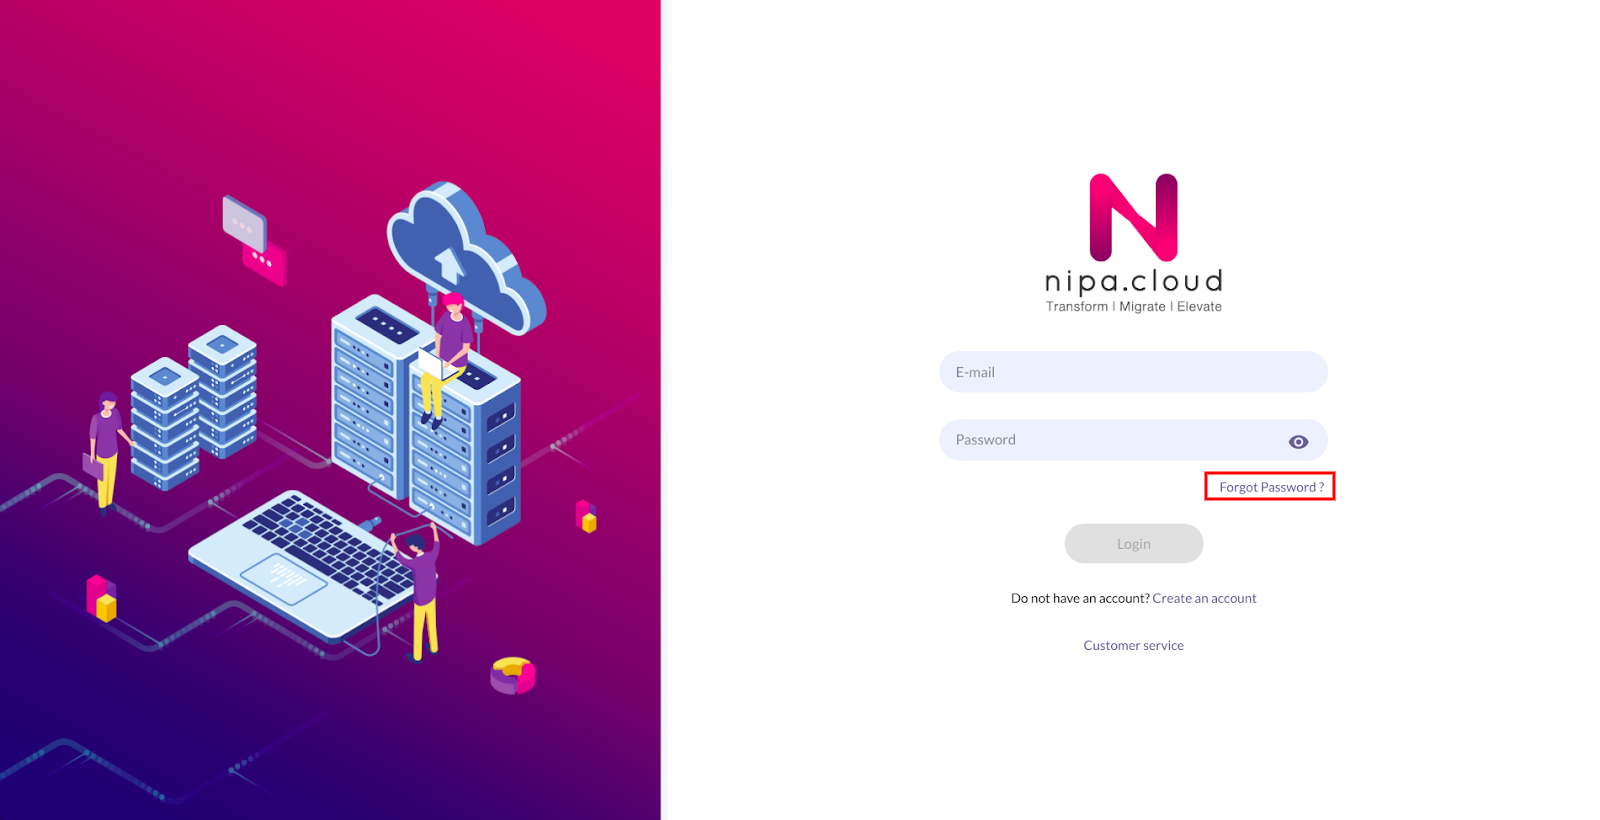 nipa.cloud
Transform | Migrate | Elevate
E-mail
Password
Forgot Password ?
Login
Do not have an account? Create an account
Customer service